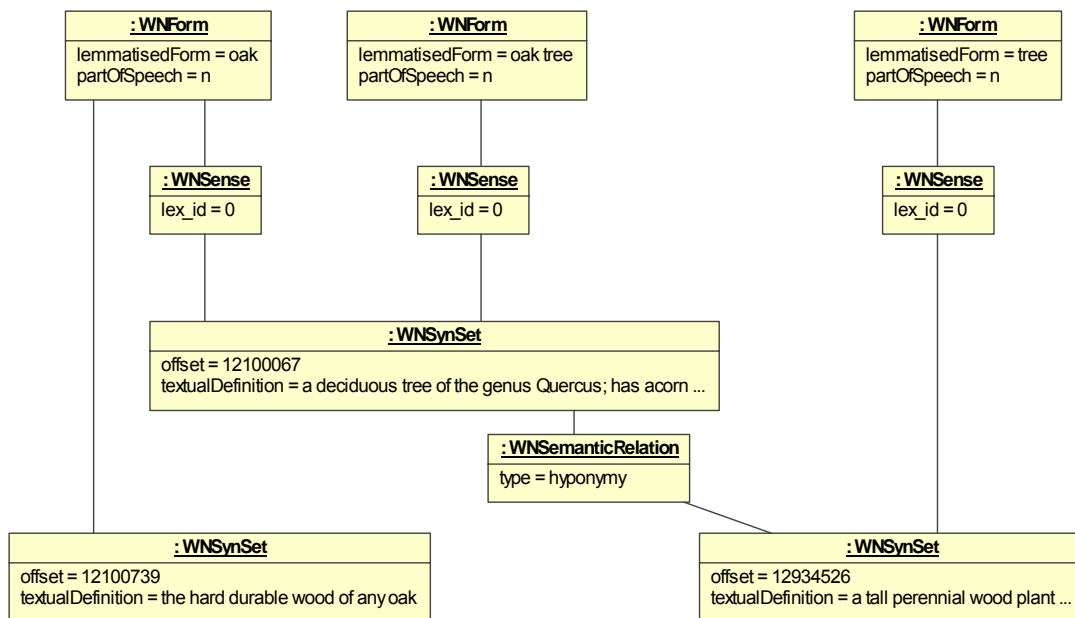 : WNForm
lemmatisedForm = oak
partOfSpeech = n
: WNForm
lemmatisedForm = oak tree
partOfSpeech = n
: WNForm
lemmatisedForm = tree
partOfSpeech = n
: WNSense
lex_id = 0
: WNSense
lex_id = 0
: WNSense
lex_id = 0
: WNSynSet
offset = 12100067
textualDefinition = a deciduous tree of the genus Quercus; has acorn ...
: WNSemanticRelation
type = hyponymy
: WNSynSet
offset = 12100739
textualDefinition = the hard durable wood of any oak
: WNSynSet
offset = 12934526
textualDefinition = a tall perennial wood plant ...